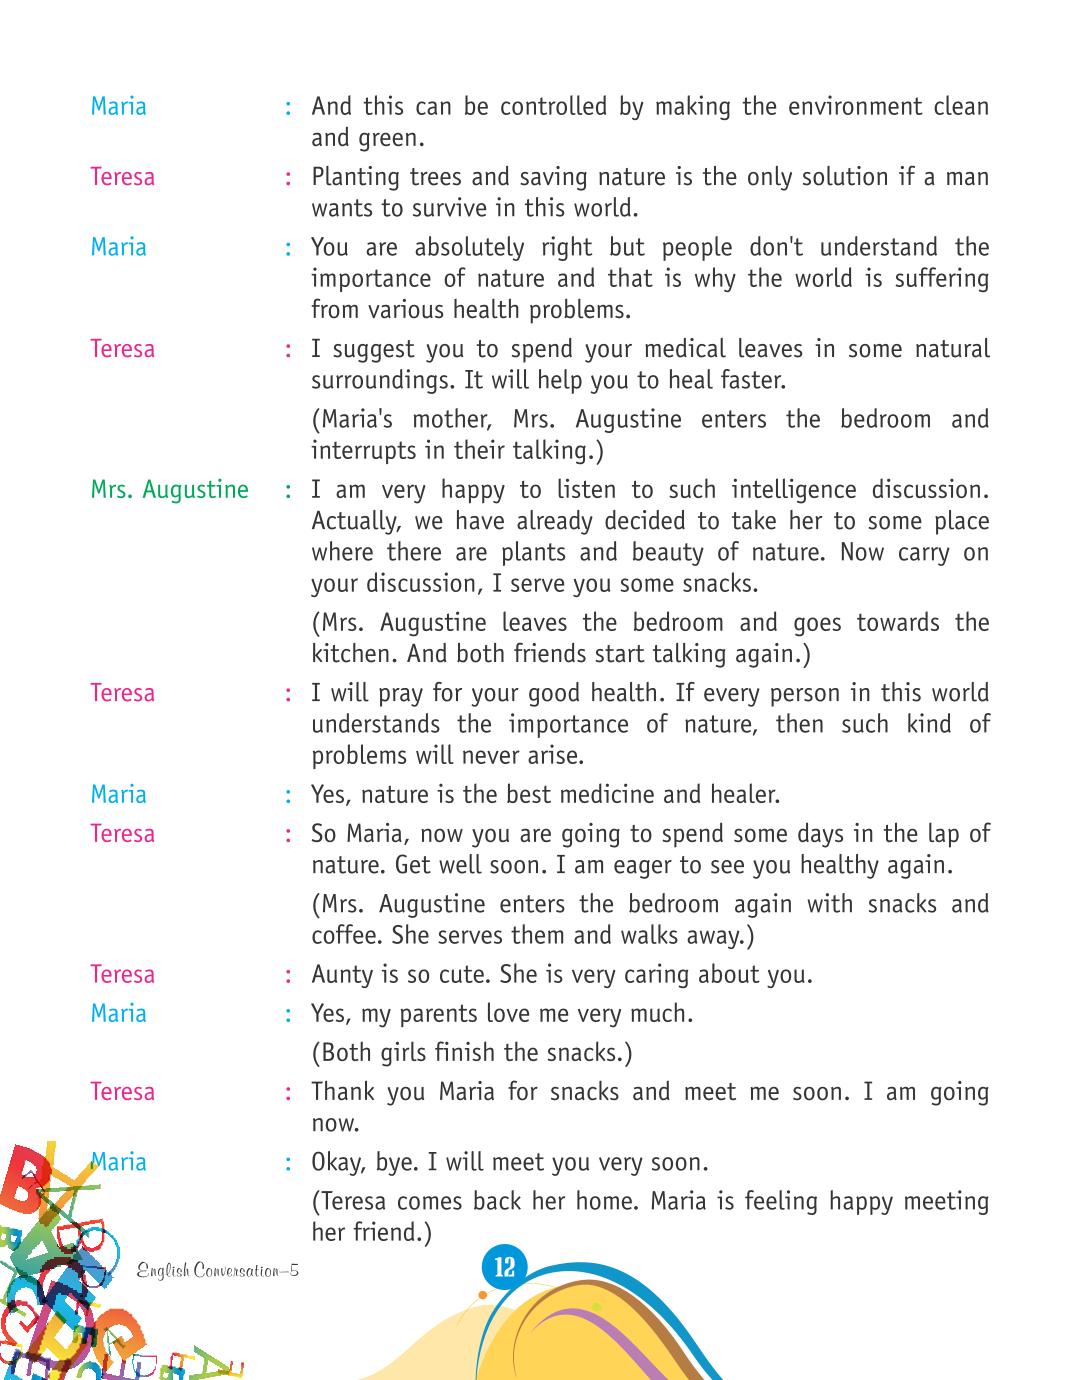 Maria : And this can be controlled by making the environment clean
and green.
Teresa : Planting trees and saving nature is the only solution if a man
wants to survive in this world.
Maria : You are absolutely right but people don't understand the
importance of nature and that is why the world is suffering
from various health problems.
Teresa : I suggest you to spend your medical leaves in some natural
surroundings. It will help you to heal faster.
(Maria's mother, Mrs. Augustine enters the bedroom and
interrupts in their talking.)
Mrs. Augustine : I am very happy to listen to such intelligence discussion.
Actually, we have already decided to take her to some place
where there are plants and beauty of nature. Now carry on
your discussion, I serve you some snacks.
(Mrs. Augustine leaves the bedroom and goes towards the
kitchen. And both friends start talking again.)
Teresa : I will pray for your good health. If every person in this world
understands the importance of nature, then such kind of
problems will never arise.
Maria : Yes, nature is the best medicine and healer.
Teresa : So Maria, now you are going to spend some days in the lap of
nature. Get well soon. I am eager to see you healthy again.
(Mrs. Augustine enters the bedroom again with snacks and
coffee. She serves them and walks away.)
Teresa : Aunty is so cute. She is very caring about you.
Maria : Yes, my parents love me very much.
(Both girls finish the snacks.)
Teresa : Thank you Maria for snacks and meet me soon. I am going
now.
Maria : Okay, bye. I will meet you very soon.
(Teresa comes back her home. Maria is feeling happy meeting
her friend.)
English Conversation–5
12